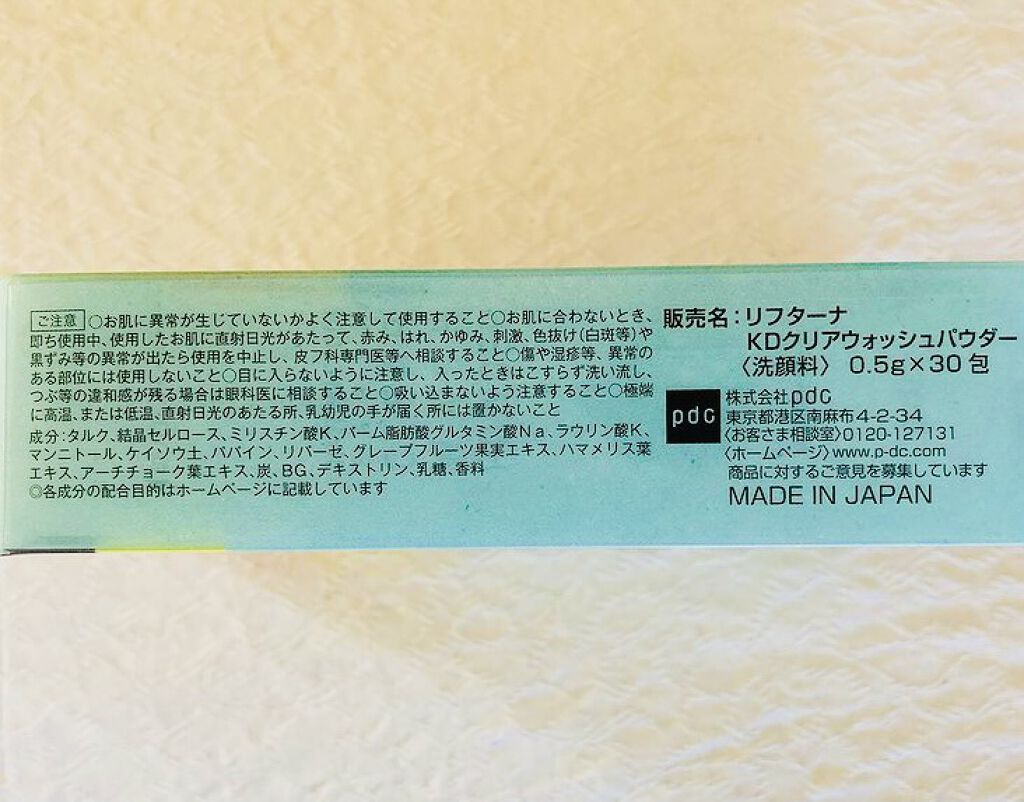 ご注意 ○お肌に異常が生じていないかよく注意して使用すること○お肌に合わないとき、
即ち使用中、使用したお肌に直射日光があたって、赤み、はれ、かゆみ、刺激、色抜け(白斑等)や
黒ずみ等の異常が出たら使用を中止し、皮フ科専門医等へ相談すること○傷や湿疹等、異常の
ある部位には使用しないこと○目に入らないように注意し、入ったときはこすらず洗い流し、
つぶ等の違和感が残る場合は眼科医に相談すること○吸い込まないよう注意すること○極端
に高温、または低温、直射日光のあたる所、乳幼児の手が届く所には置かないこと
成分:タルク、結晶セルロース、ミリスチン酸K、パーム脂肪酸グルタミン酸Na、ラウリン酸K、
マンニトール、ケイソウ土、パパイン、リパーゼ、グレープフルーツ果実エキス、ハマメリス葉
エキス、アーチチョーク葉エキス、炭、BG、デキストリン、乳糖、香料
◎各成分の配合目的はホームページに記載しています
販売名:リフターナ
KDクリアウォッシュパウダー
〈洗顔料〉 0.5g×30包
pdc
株式会社pdc
東京都港区南麻布4-2-34
〈お客さま相談室〉0120-127131
〈ホームページ〉www.p-dc.com
商品に対するご意見を募集しています
MADE IN JAPAN